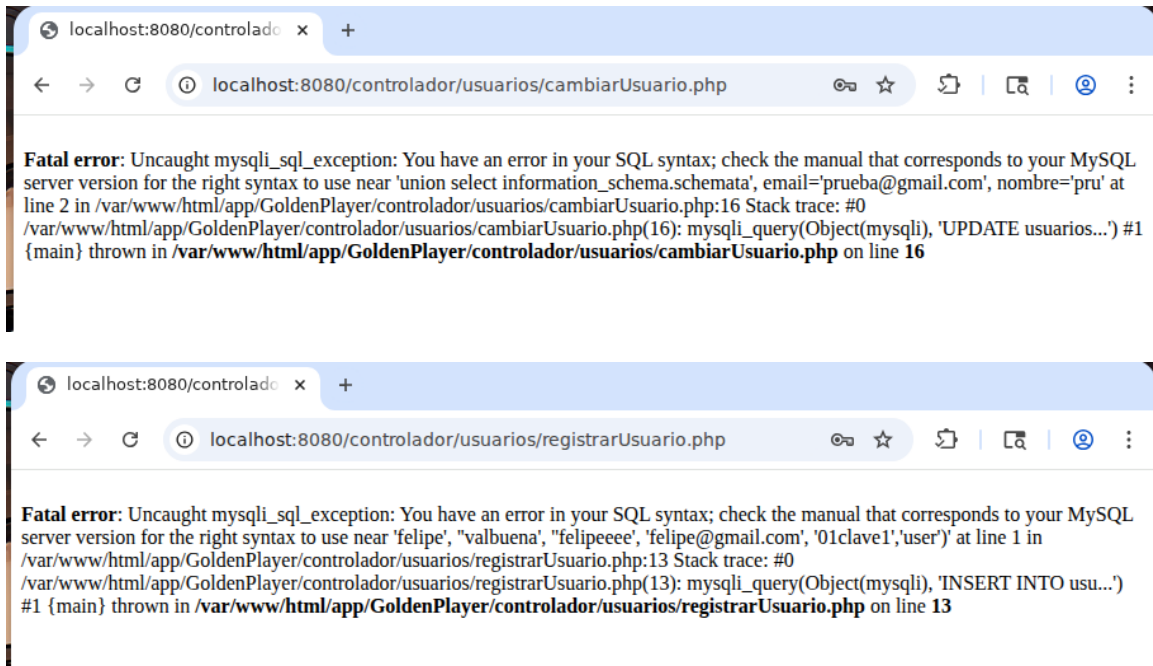 localhost:8080/controlado
localhost:8080/controlador/usuarios/cambiarUsuario.php
Fatal error: Uncaught mysqli_sql_exception: You have an error in your SQL syntax; check the manual that corresponds to your MySQL
server version for the right syntax to use near 'union select information_schema.schemata', email='prueba@gmail.com', nombre='pru' at
line 2 in /var/www/html/app/GoldenPlayer/controlador/usuarios/cambiarUsuario.php:16 Stack trace: #0
/var/www/html/app/GoldenPlayer/controlador/usuarios/cambiarUsuario.php(16): mysqli_query(Object(mysqli), 'UPDATE usuarios...') #1
{main} thrown in /var/www/html/app/GoldenPlayer/controlador/usuarios/cambiarUsuario.php on line 16
localhost:8080/controlado
localhost:8080/controlador/usuarios/registrarUsuario.php
Fatal error: Uncaught mysqli_sql_exception: You have an error in your SQL syntax; check the manual that corresponds to your MySQL
server version for the right syntax to use near 'felipe', ''valbuena', ''felipeeee', 'felipe@gmail.com', '01clave1','user')' at line 1 in
/var/www/html/app/GoldenPlayer/controlador/usuarios/registrarUsuario.php:13 Stack trace: #0
/var/www/html/app/GoldenPlayer/controlador/usuarios/registrarUsuario.php(13): mysqli_query(Object(mysqli), 'INSERT INTO usu...')
#1 {main} thrown in /var/www/html/app/GoldenPlayer/controlador/usuarios/registrarUsuario.php on line 13